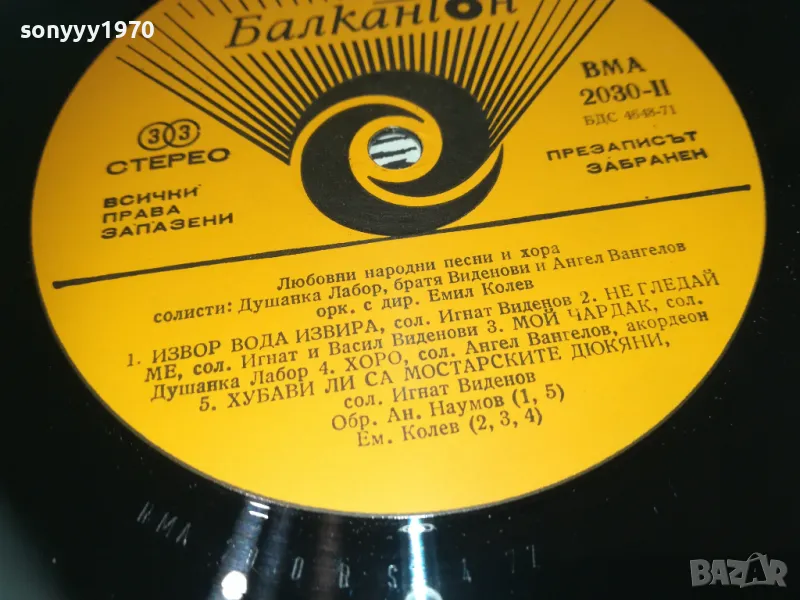 sonyyy1970
Балкантон
ВМА
2030-II
БДС 4648-71
33
СТЕРЕО
ПРЕЗАПИСЪТ
ЗАБРАНЕН
ВСИЧКИ
ПРАВА
ЗАПАЗЕНИ
Любовни народни песни и хора
солисти: Душанка Лабор, братя Виденови и Ангел Вангелов
орк. с дир. Емил Колев
1. ИЗВОР ВОДА ИЗВИРА, сол. Игнат Виденов 2. НЕ ГЛЕДАЙ
МЕ, сол. Игнат и Васил Виденови 3. МОЙ ЧАРДАК, сол.
Душанка Лабор 4. ХОРО, сол. Ангел Вангелов, акордеон
5. ХУБАВИ ЛИ СА МОСТАРСКИТЕ ДЮКЯНИ,
сол. Игнат Виденов
Обр. Ан. Наумов (1, 5)
Ем. Колев (2, 3, 4)
BMA
BAZAR